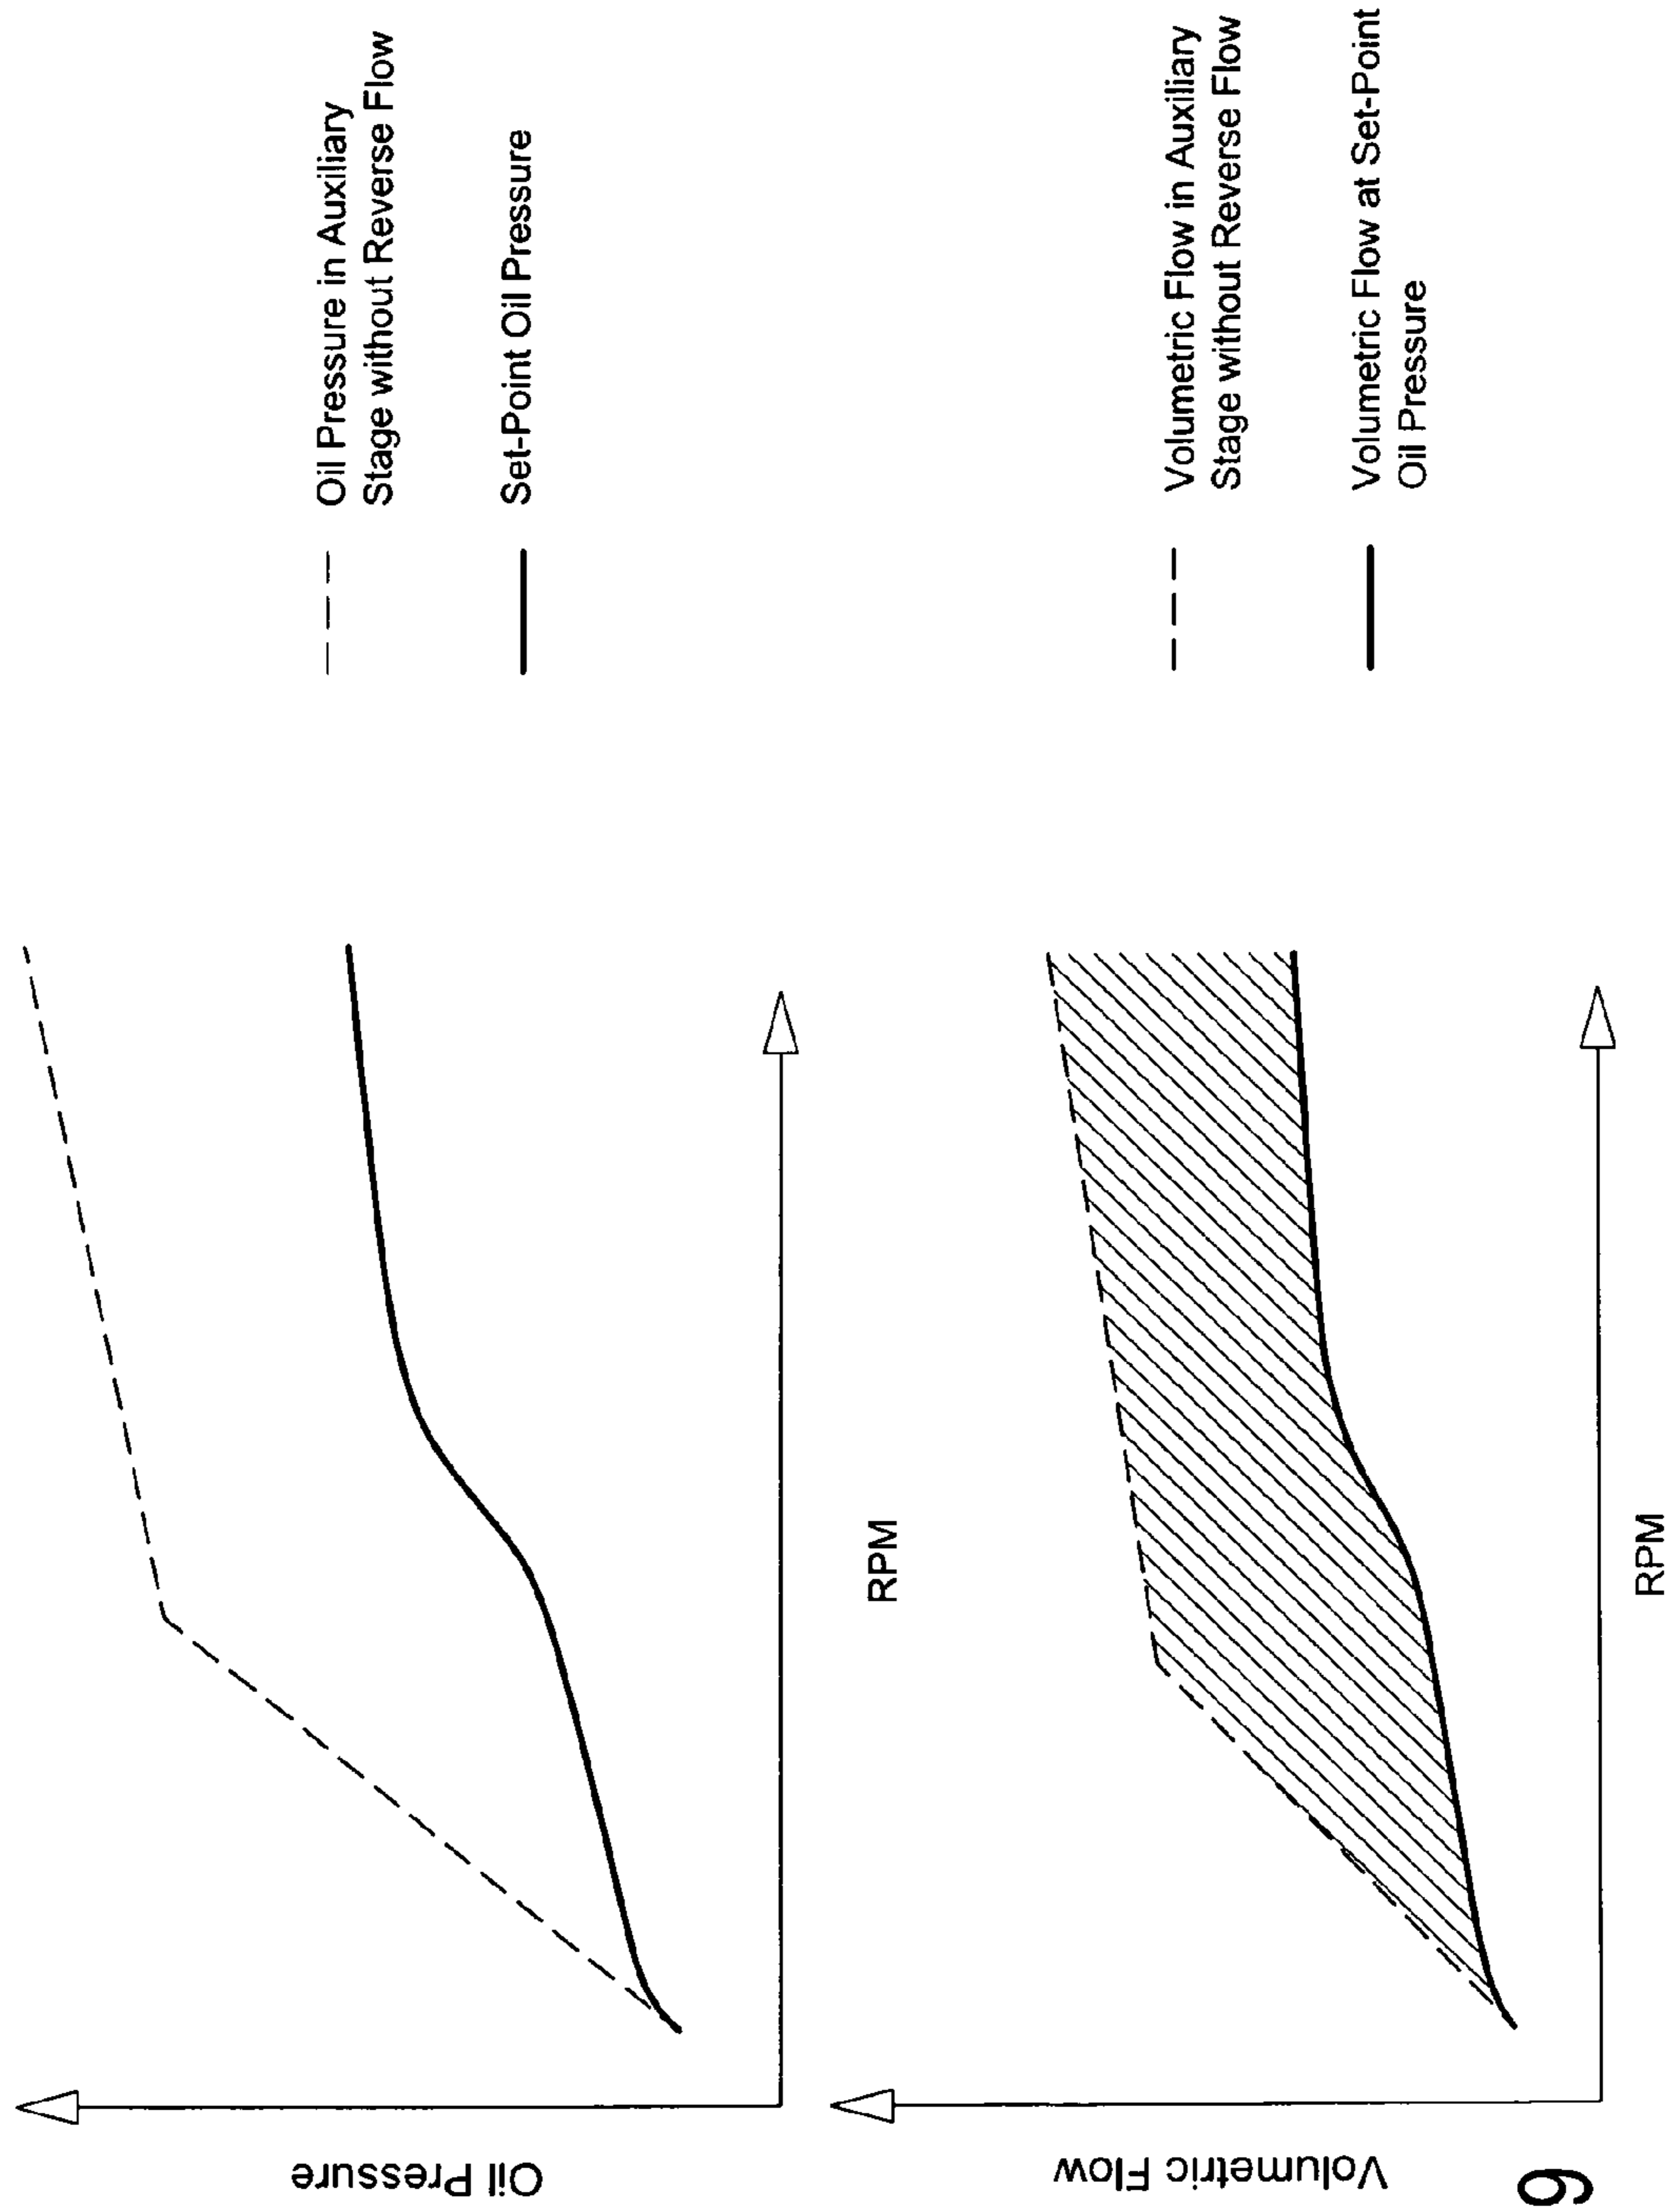 Oil Pressure
RPM
Oil Pressure in Auxiliary
Stage without Reverse Flow
Set-Point Oil Pressure
Volumetric Flow
RPM
Volumetric Flow in Auxiliary
Stage without Reverse Flow
Volumetric Flow at Set-Point
Oil Pressure
6